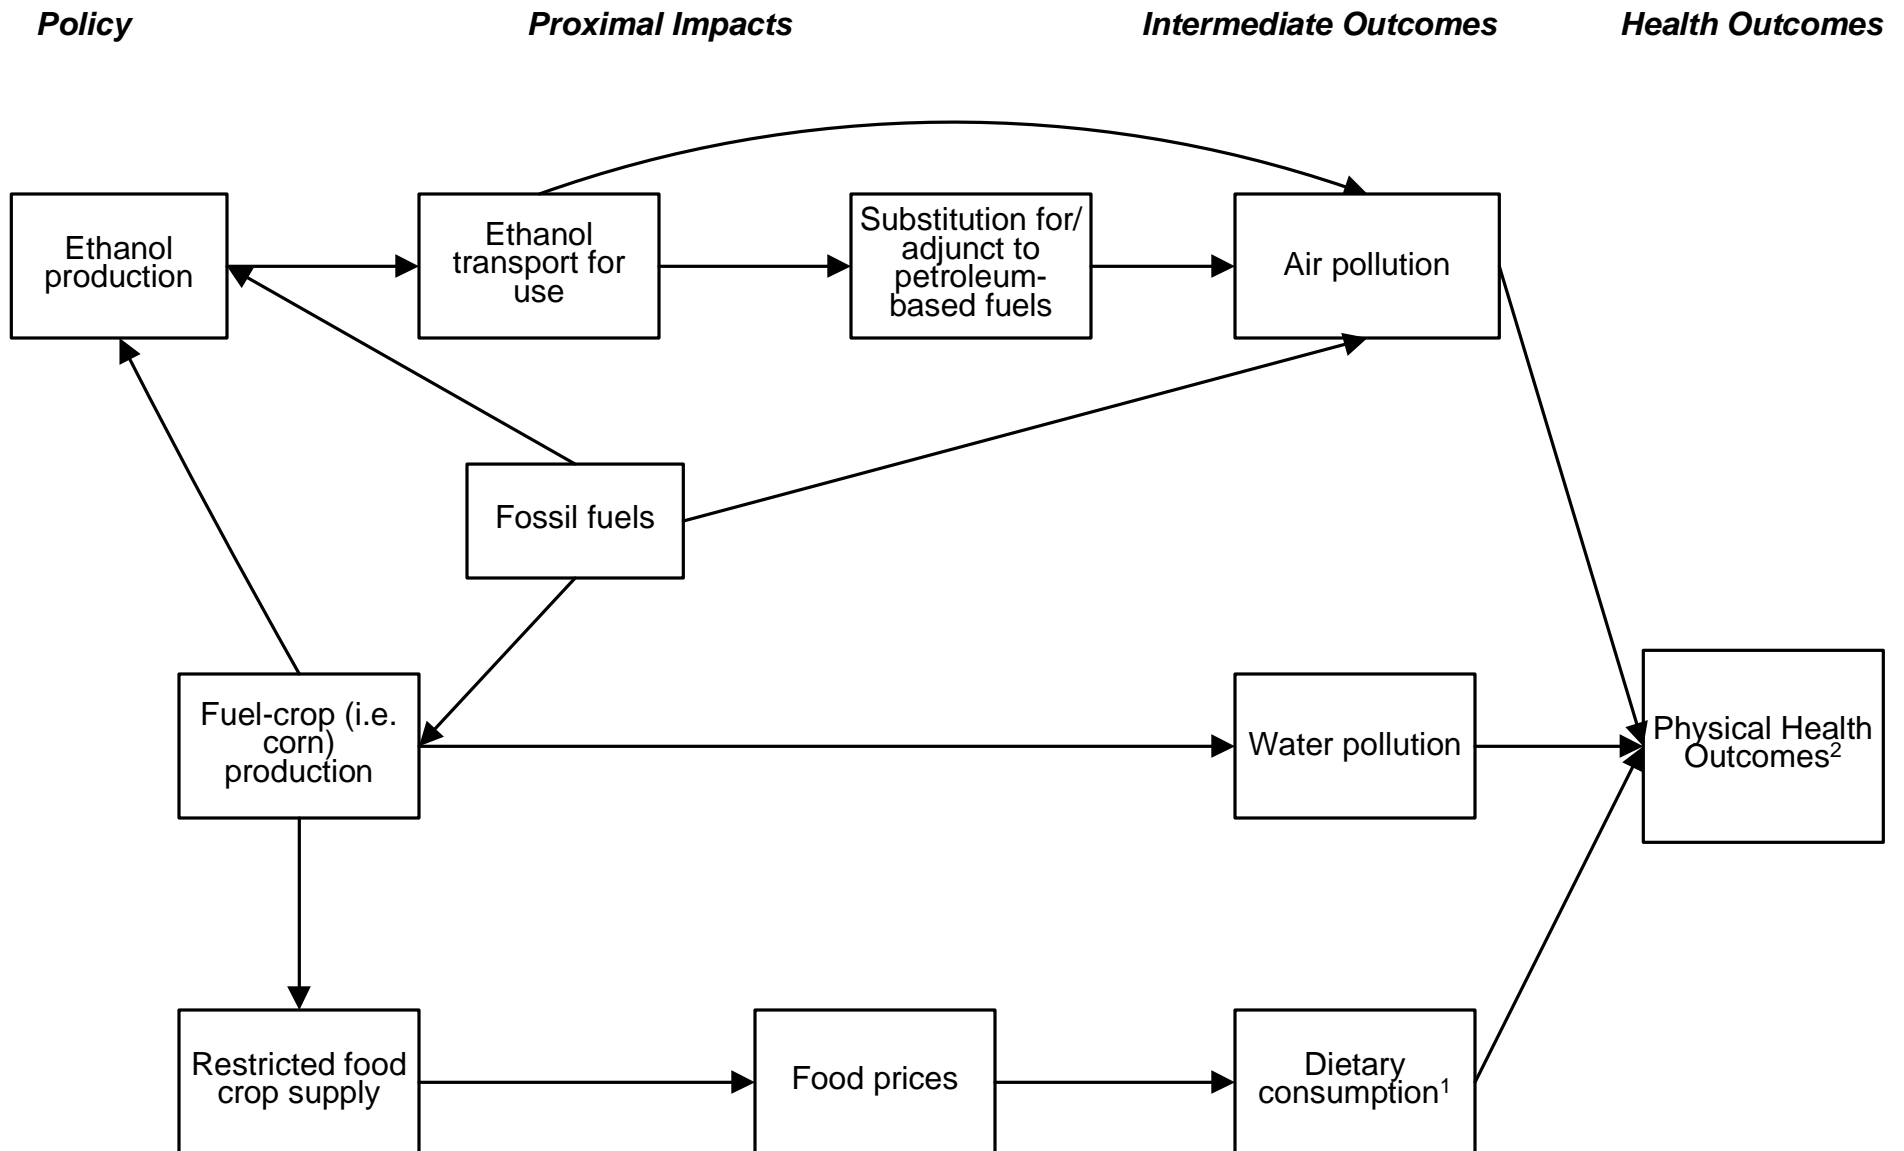 Policy
Proximal Impacts
Intermediate Outcomes
Health Outcomes
Ethanol
production
Ethanol
transport for
use
Substitution for/
adjunct to
petroleum-
based fuels
Air pollution
Fossil fuels
Fuel-crop (i.e.
corn)
production
Water pollution
Physical Health
Outcomes²
Restricted food
crop supply
Food prices
Dietary
consumption¹